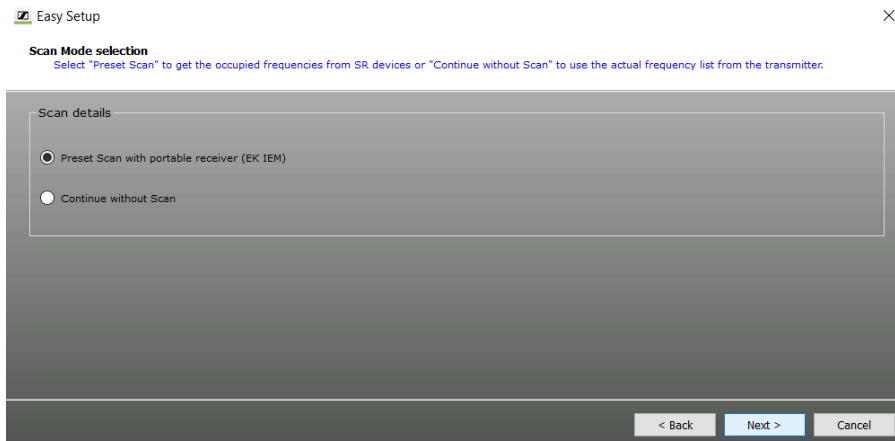 Easy Setup
Scan Mode selection
Select "Preset Scan" to get the occupied frequencies from SR devices or "Continue without Scan" to use the actual frequency list from the transmitter.
Scan details
Preset Scan with portable receiver (EK IEM)
Continue without Scan
< Back Next > Cancel